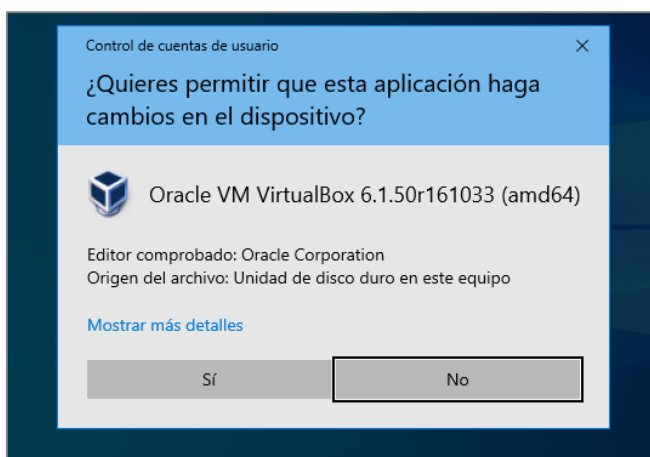 Control de cuentas de usuario
¿Quieres permitir que esta aplicación haga
cambios en el dispositivo?
Oracle VM VirtualBox 6.1.50r161033 (amd64)
Editor comprobado: Oracle Corporation
Origen del archivo: Unidad de disco duro en este equipo
Mostrar más detalles
Sí
No